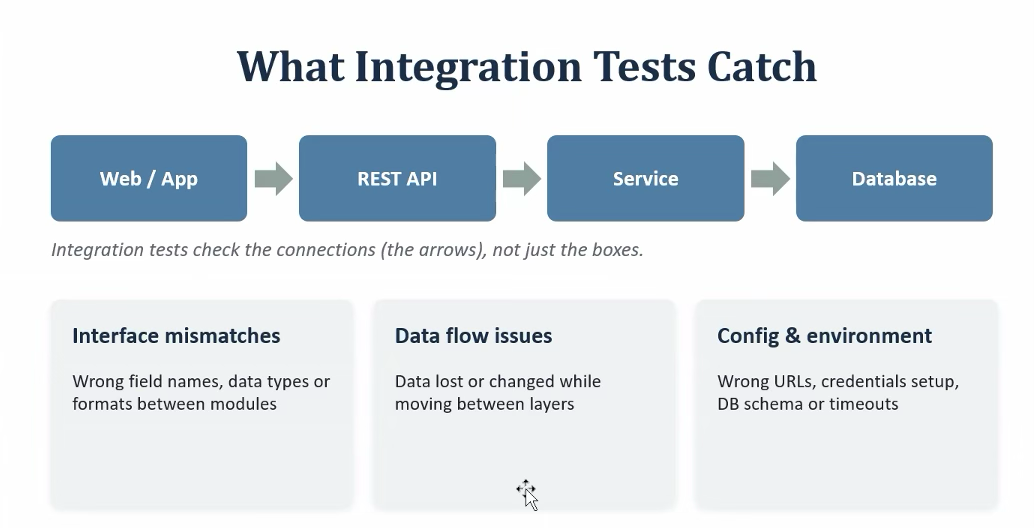 What Integration Tests Catch
Web / App
REST API
Service
Database
Integration tests check the connections (the arrows), not just the boxes.
Interface mismatches
Wrong field names, data types or
formats between modules
Data flow issues
Data lost or changed while
moving between layers
Config & environment
Wrong URLs, credentials setup,
DB schema or timeouts